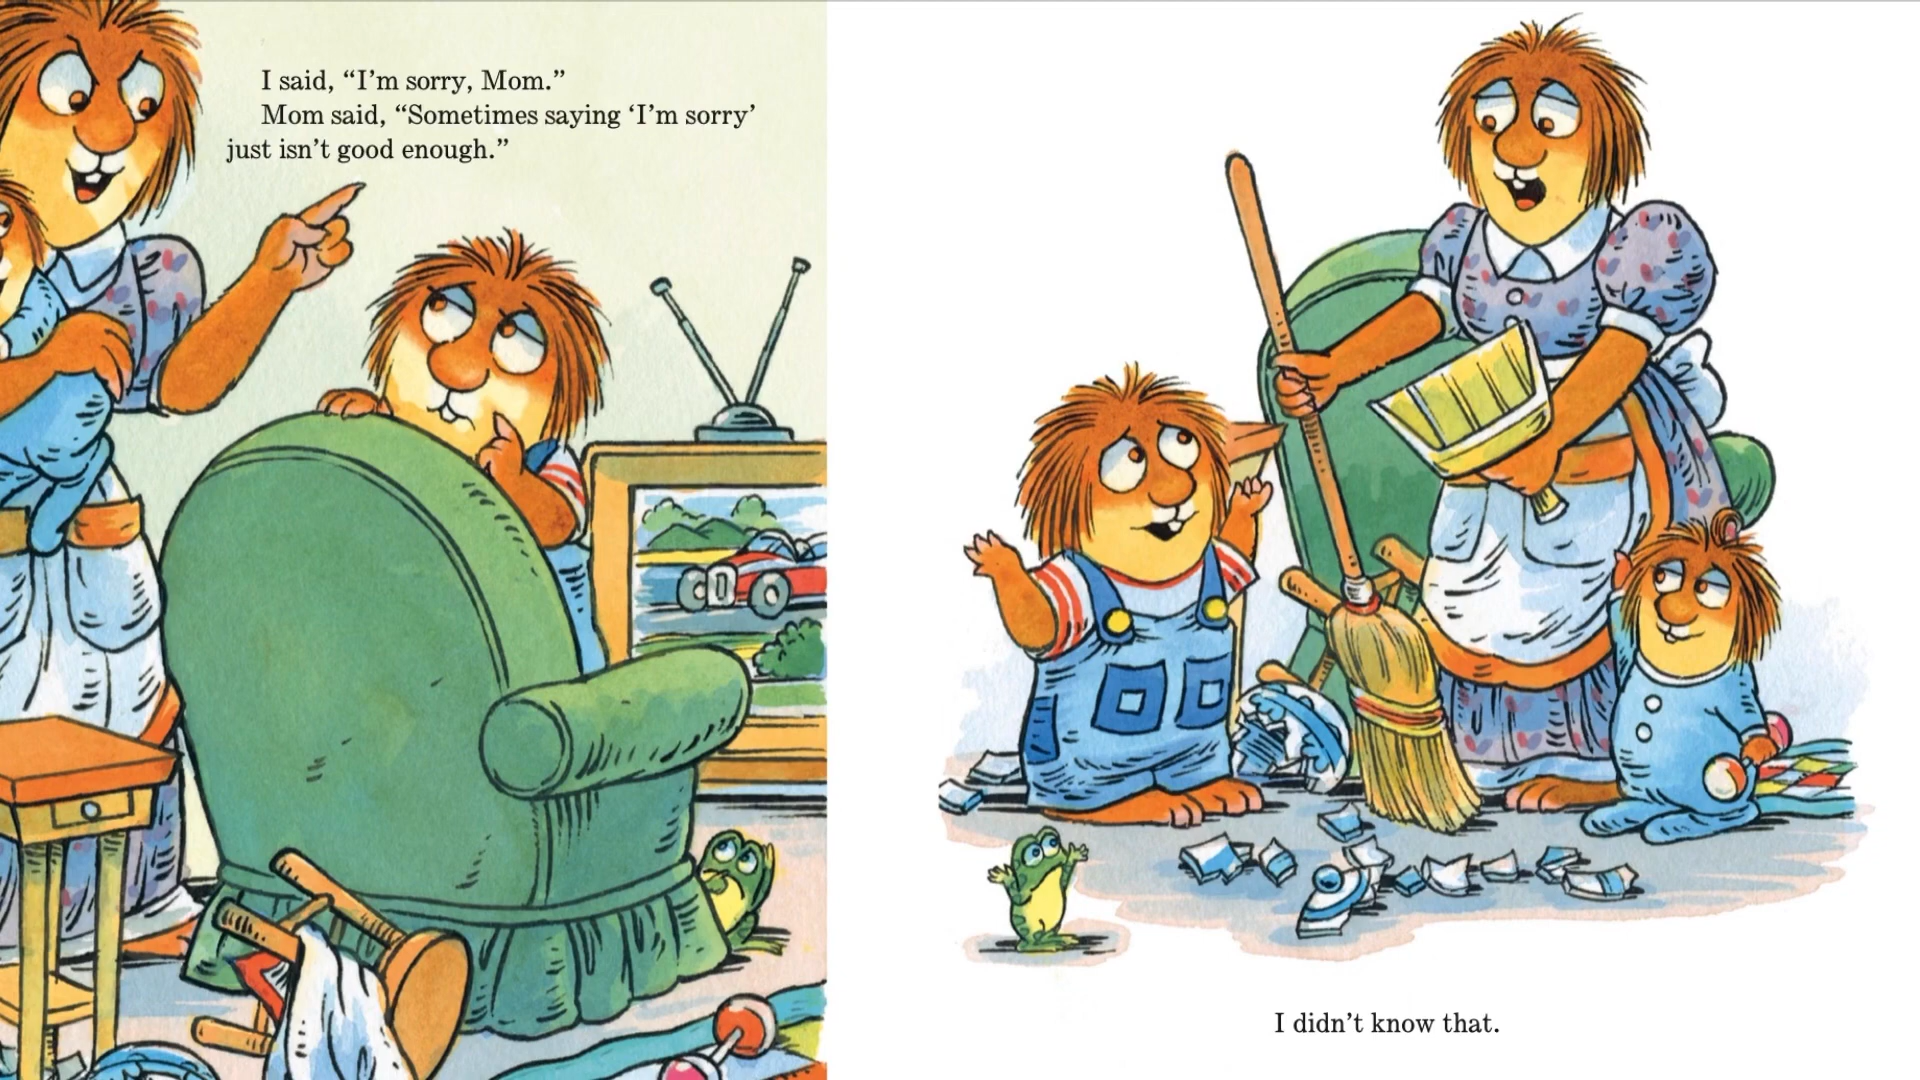 I said, “I’m sorry, Mom.”
Mom said, “Sometimes saying ‘I’m sorry’
just isn’t good enough.”
I didn’t know that.